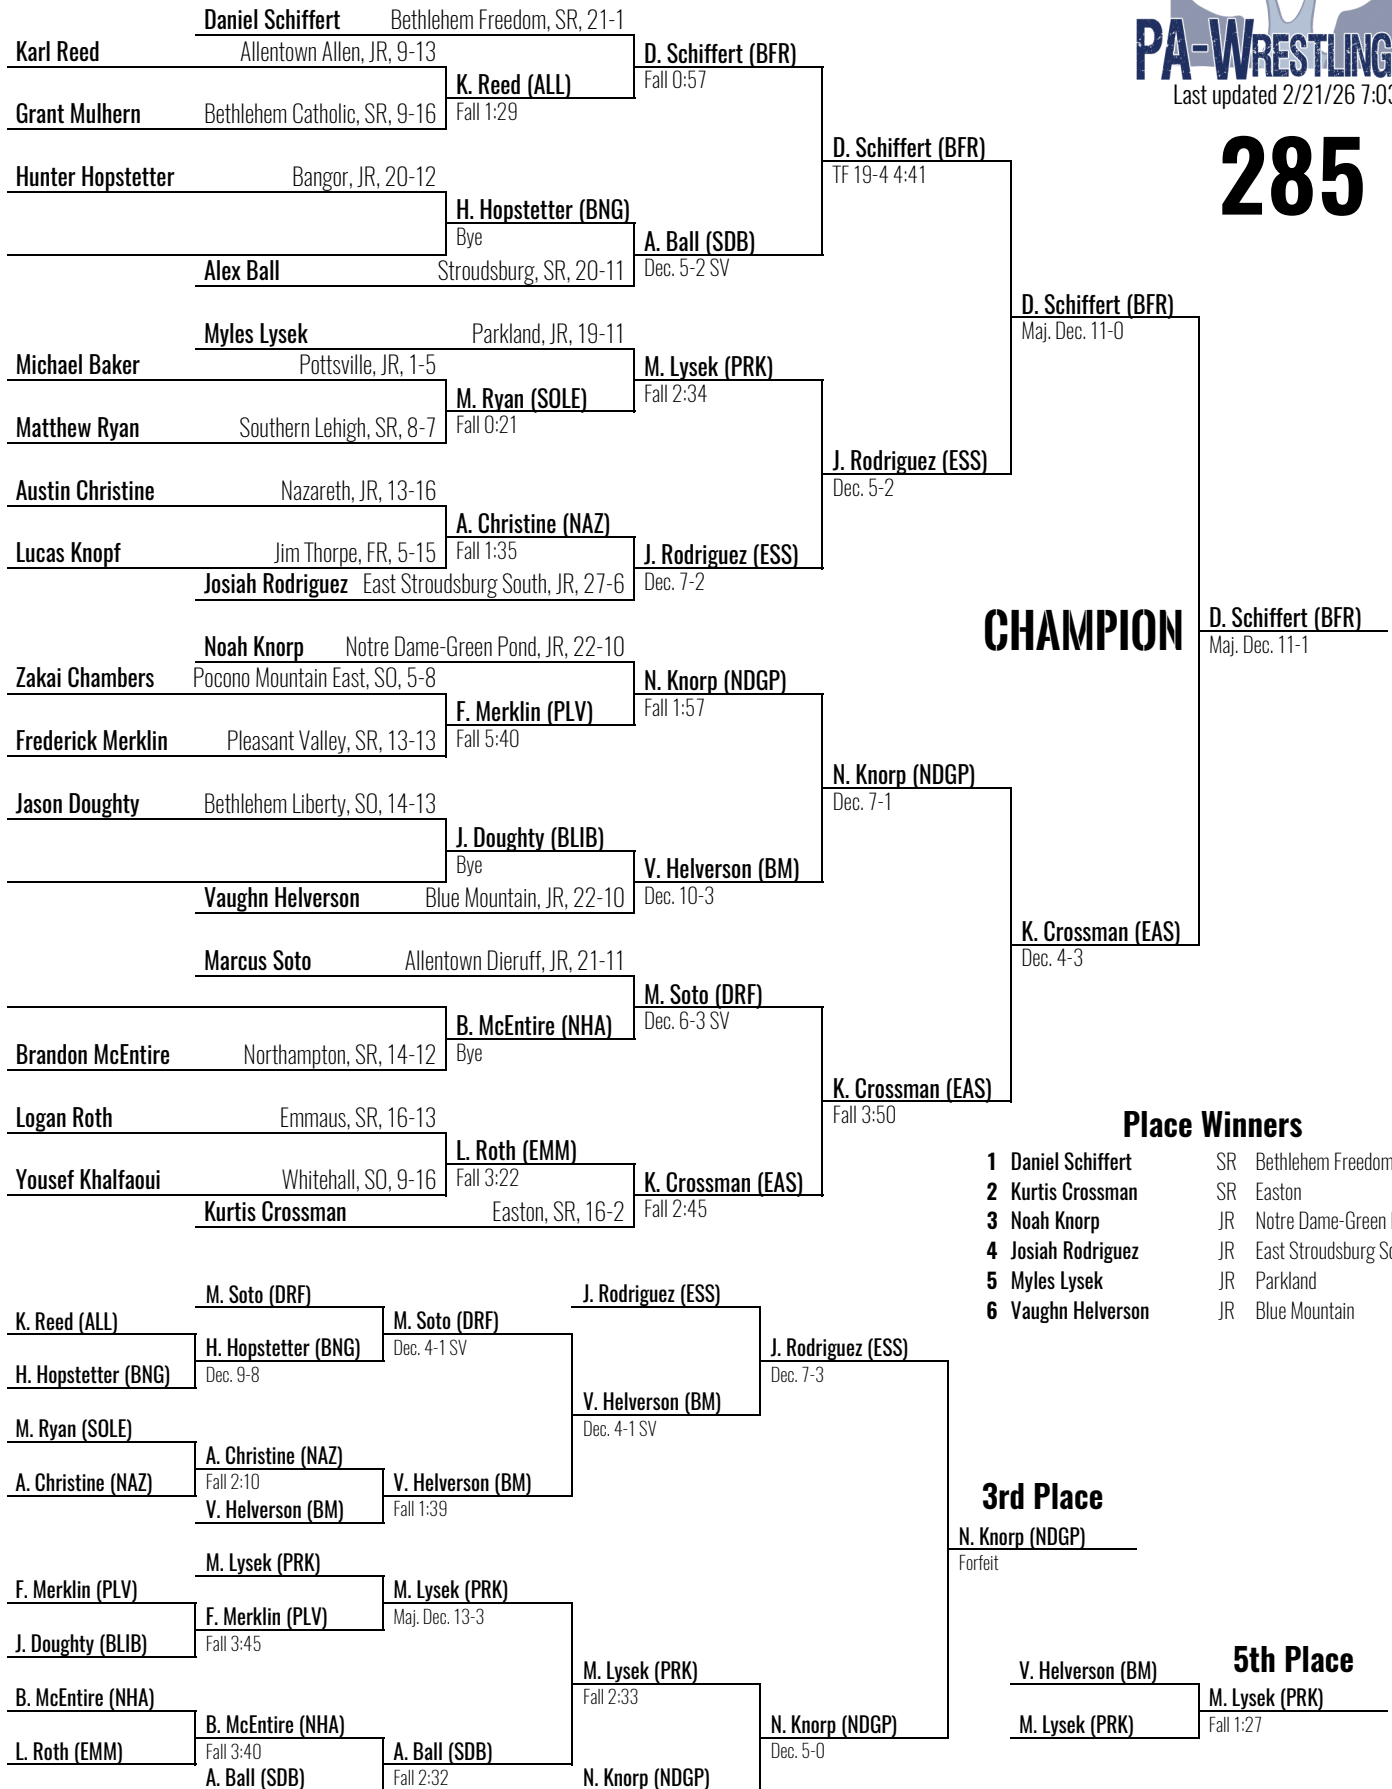 Daniel Schiffert Bethlehem Freedom, SR, 21-1
Karl Reed Allentown Allen, JR, 9-13
D. Schiffert (BFR)
Fall 0:57
K. Reed (ALL)
Fall 1:29
Grant Mulhern Bethlehem Catholic, SR, 9-16
PA-WRESTLING
Last updated 2/21/26 7:03
285
D. Schiffert (BFR)
TF 19-4 4:41
Hunter Hopstetter Bangor, JR, 20-12
H. Hopstetter (BNG)
Bye
A. Ball (SDB)
Dec. 5-2 SV
Alex Ball Stroudsburg, SR, 20-11
D. Schiffert (BFR)
Maj. Dec. 11-0
Myles Lysek Parkland, JR, 19-11
Michael Baker Pottsville, JR, 1-5
M. Lysek (PRK)
Fall 2:34
M. Ryan (SOLE)
Fall 0:21
Matthew Ryan Southern Lehigh, SR, 8-7
J. Rodriguez (ESS)
Dec. 5-2
Austin Christine Nazareth, JR, 13-16
A. Christine (NAZ)
Fall 1:35
Lucas Knopf Jim Thorpe, FR, 5-15
J. Rodriguez (ESS)
Dec. 7-2
Josiah Rodriguez East Stroudsburg South, JR, 27-6
CHAMPION
D. Schiffert (BFR)
Maj. Dec. 11-1
Noah Knorp Notre Dame-Green Pond, JR, 22-10
Zakai Chambers Pocono Mountain East, SO, 5-8
N. Knorp (NDGP)
Fall 1:57
F. Merklin (PLV)
Fall 5:40
Frederick Merklin Pleasant Valley, SR, 13-13
N. Knorp (NDGP)
Dec. 7-1
Jason Doughty Bethlehem Liberty, SO, 14-13
J. Doughty (BLIB)
Bye
V. Helverson (BM)
Dec. 10-3
Vaughn Helverson Blue Mountain, JR, 22-10
K. Crossman (EAS)
Dec. 4-3
Marcus Soto Allentown Dieruff, JR, 21-11
M. Soto (DRF)
Dec. 6-3 SV
B. McEntire (NHA)
Bye
Brandon McEntire Northampton, SR, 14-12
K. Crossman (EAS)
Fall 3:50
Logan Roth Emmaus, SR, 16-13
L. Roth (EMM)
Fall 3:22
Yousef Khalfaoui Whitehall, SO, 9-16
K. Crossman (EAS)
Fall 2:45
Kurtis Crossman Easton, SR, 16-2
Place Winners
1 Daniel Schiffert SR Bethlehem Freedom
2 Kurtis Crossman SR Easton
3 Noah Knorp JR Notre Dame-Green
4 Josiah Rodriguez JR East Stroudsburg
5 Myles Lysek JR Parkland
6 Vaughn Helverson JR Blue Mountain
M. Soto (DRF)
K. Reed (ALL)
M. Soto (DRF)
Dec. 4-1 SV
H. Hopstetter (BNG)
Dec. 9-8
H. Hopstetter (BNG)
J. Rodriguez (ESS)
J. Rodriguez (ESS)
Dec. 7-3
V. Helverson (BM)
Dec. 4-1 SV
M. Ryan (SOLE)
A. Christine (NAZ)
Fall 2:10
A. Christine (NAZ)
V. Helverson (BM)
Fall 1:39
V. Helverson (BM)
3rd Place
N. Knorp (NDGP)
Forfeit
M. Lysek (PRK)
F. Merklin (PLV)
M. Lysek (PRK)
Maj. Dec. 13-3
F. Merklin (PLV)
Fall 3:45
J. Doughty (BLIB)
M. Lysek (PRK)
Fall 2:33
B. McEntire (NHA)
B. McEntire (NHA)
Fall 3:40
L. Roth (EMM)
A. Ball (SDB)
Fall 2:32
A. Ball (SDB)
N. Knorp (NDGP)
Dec. 5-0
N. Knorp (NDGP)
5th Place
V. Helverson (BM)
M. Lysek (PRK)
Fall 1:27
M. Lysek (PRK)